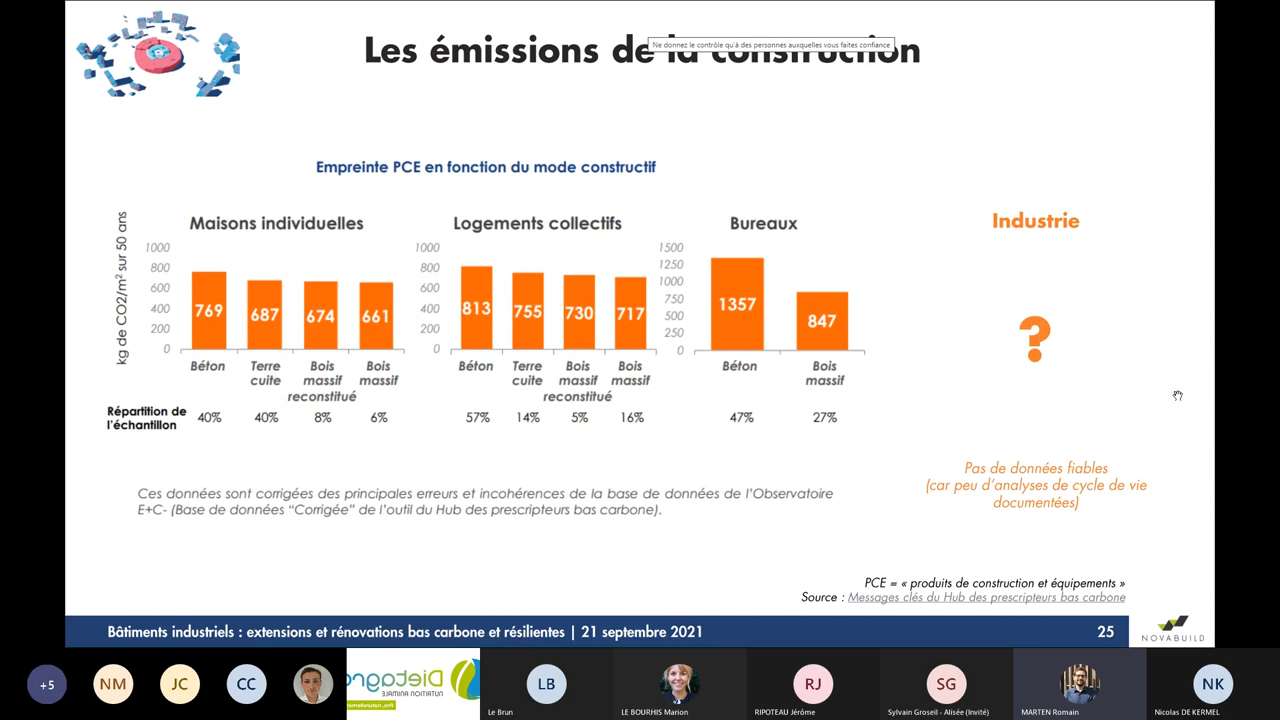 Les émissions de la construction
Ne donnez le contrôle qu'à des personnes auxquelles vous faites confiance
Empreinte PCE en fonction du mode constructif
kg de CO2/m² sur 50 ans
Maisons individuelles
1000
800
600
400
200
0
769
687
674
661
Béton
Terre cuite
Bois massif reconstitué
Bois massif
Logements collectifs
1000
800
600
400
200
0
813
755
730
717
Béton
Terre cuite
Bois massif reconstitué
Bois massif
Bureaux
1500
1250
1000
750
500
250
0
1357
847
Béton
Bois massif
Répartition de
l'échantillon
40%
40%
8%
6%
57%
14%
5%
16%
47%
27%
Industrie
?
Pas de données fiables
(car peu d'analyses de cycle de vie
documentées)
Ces données sont corrigées des principales erreurs et incohérences de la base de données de l'Observatoire
E+C- (Base de données "Corrigée" de l'outil du Hub des prescripteurs bas carbone).
PCE = « produits de construction et équipements »
Source : Messages clés du Hub des prescripteurs bas carbone
Bâtiments industriels : extensions et rénovations bas carbone et résilientes | 21 septembre 2021
25
NOVABUILD
+5
NM
JC
CC
Dietagro
NUTRITION ANIMALE
LB
Le Brun
LE BOURHIS Marion
RJ
RIPOTEAU Jérôme
SG
Sylvain Groseil - Alisée (Invité)
MARTEN Romain
NK
Nicolas DE KERMEL